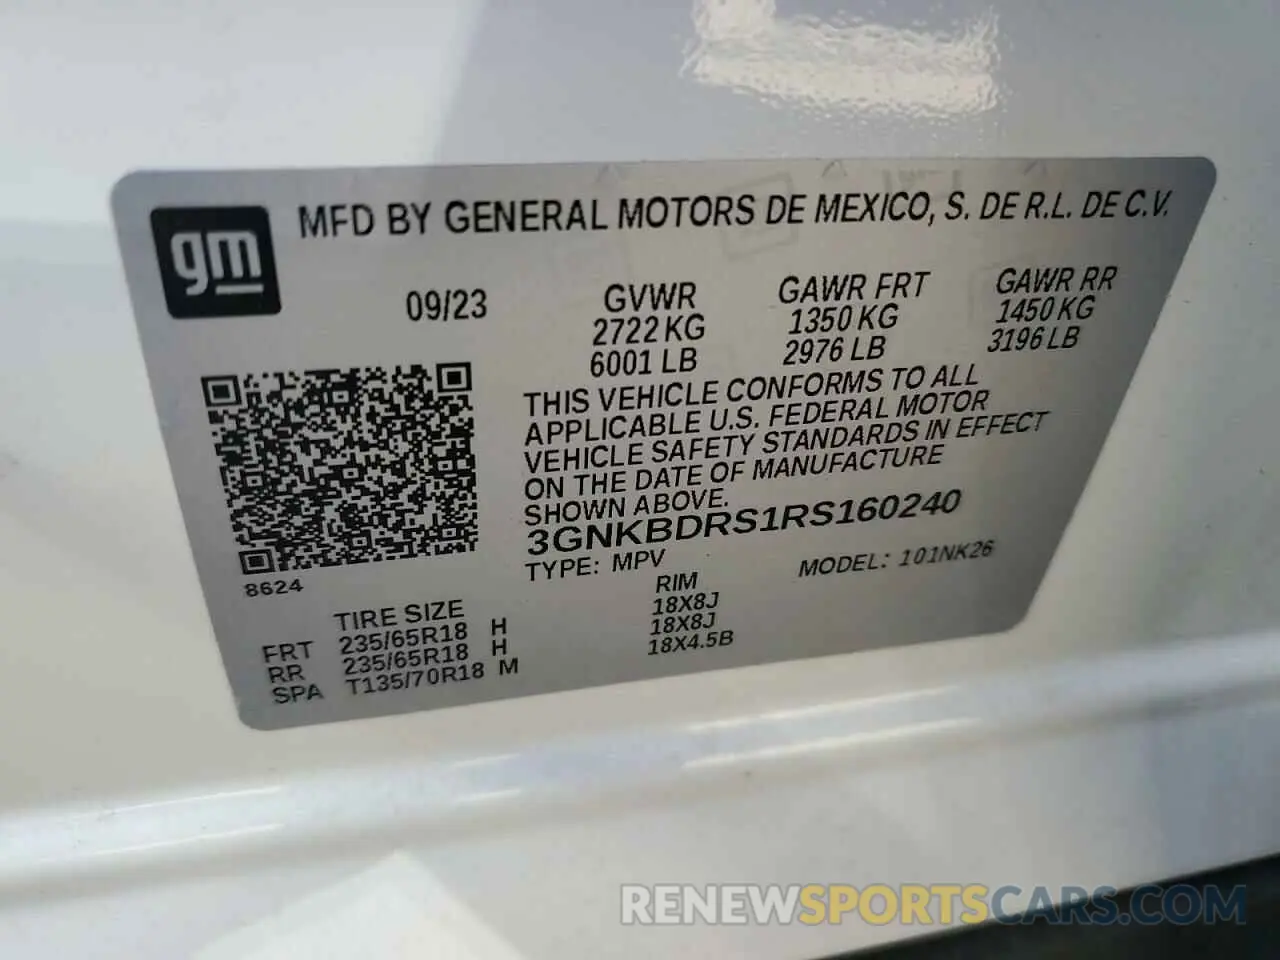 gm
MFD BY GENERAL MOTORS DE MEXICO, S. DE R.L. DE C.V.
09/23
GVWR
2722 KG
6001 LB
GAWR FRT
1350 KG
2976 LB
GAWR RR
1450 KG
3196 LB
THIS VEHICLE CONFORMS TO ALL
APPLICABLE U.S. FEDERAL MOTOR
VEHICLE SAFETY STANDARDS IN EFFECT
ON THE DATE OF MANUFACTURE
SHOWN ABOVE.
3GNKBDRS1RS160240
TYPE: MPV MODEL: 101NK26
8624
TIRE SIZE RIM
FRT 235/65R18 H 18X8J
RR 235/65R18 H 18X8J
SPA T135/70R18 M 18X4.5B
RENEWSPORTSCARS.COM